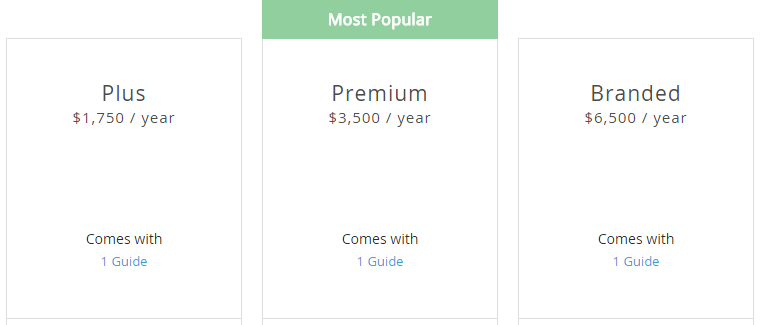 Most Popular
Plus
$1,750 / year
Comes with
1 Guide
Premium
$3,500 / year
Comes with
1 Guide
Branded
$6,500 / year
Comes with
1 Guide